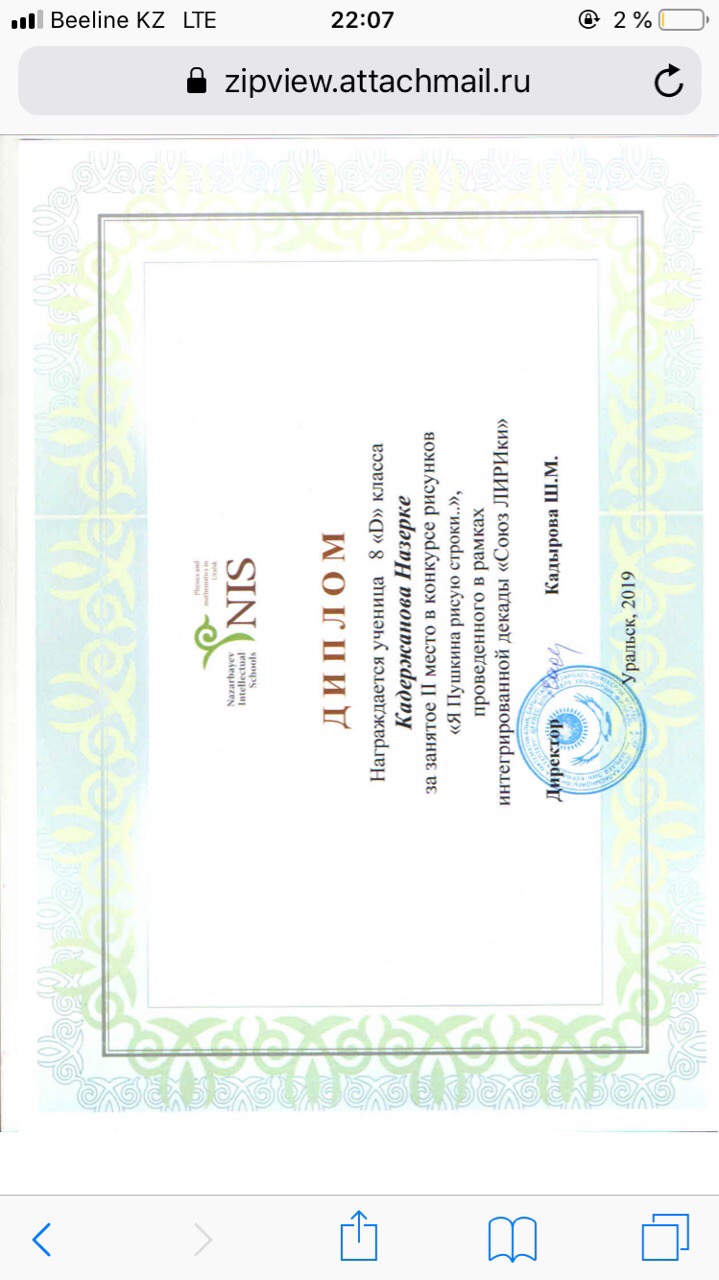 Beeline KZ LTE 22:07 2 %
zipview.attachmail.ru
Nazarbayev
Intellectual
Schools
NIS
Physics and
mathematics in
Uralsk
ДИПЛОМ
Награждается ученица 8 «D» класса
Кадержанова Назерке
за занятое II место в конкурсе рисунков
«Я Пушкина рисую строки..»,
проведенного в рамках
интегрированной декады «Союз ЛИРИки»
Директор Кадырова Ш.М.
Уральск, 2019